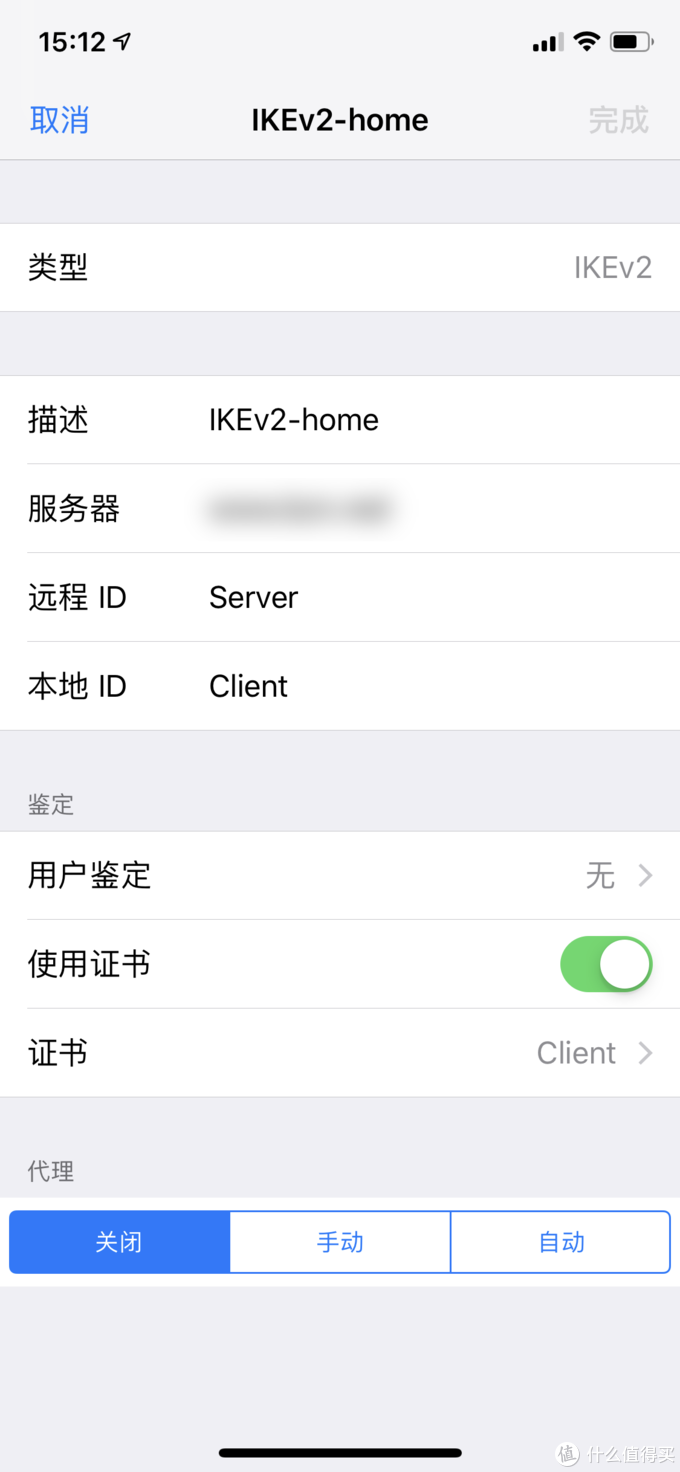 15:12
取消 IKEv2-home 完成
类型 IKEv2
描述 IKEv2-home
服务器
远程 ID Server
本地 ID Client
鉴定
用户鉴定 无
使用证书
证书 Client
代理
关闭 手动 自动
值 什么值得买